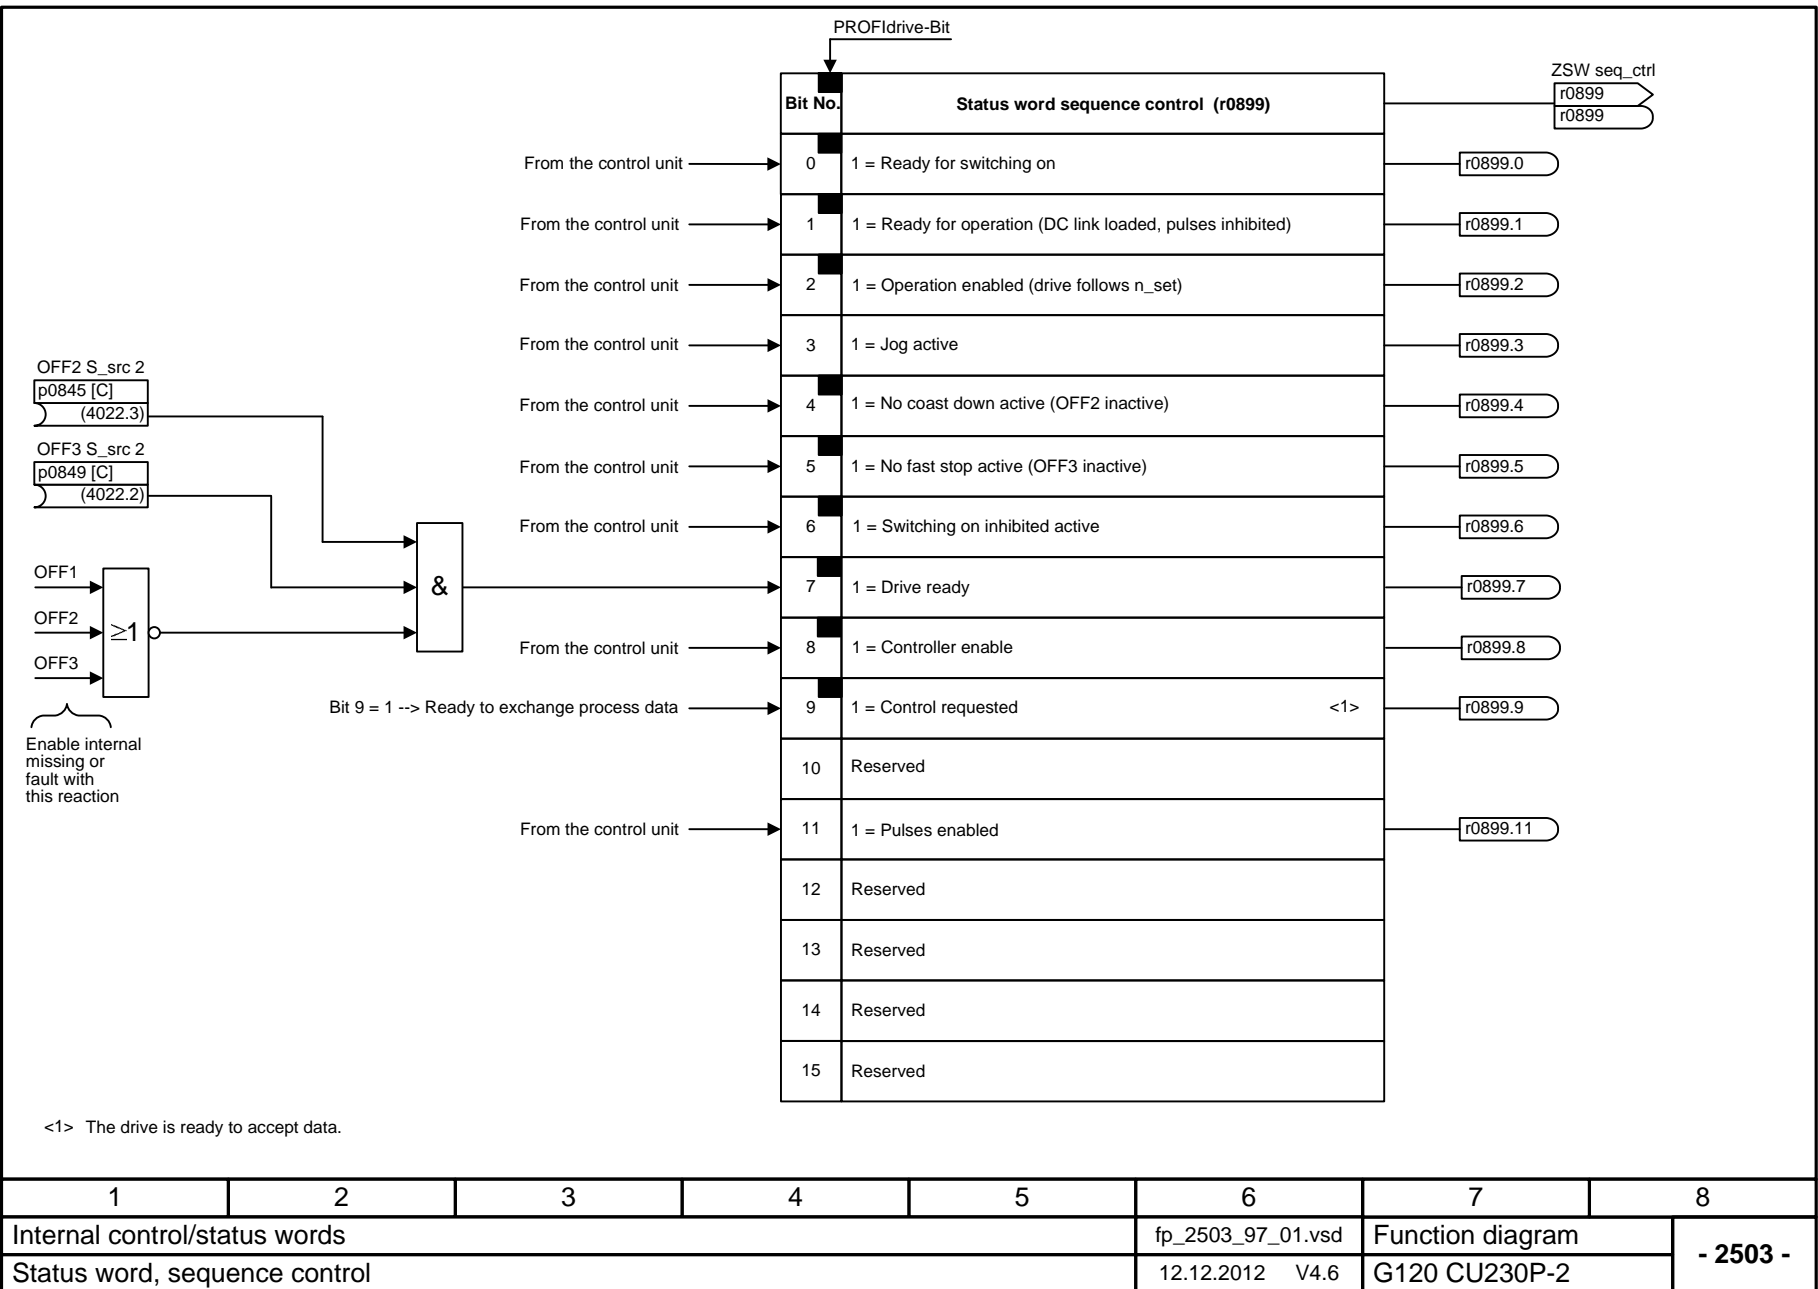 PROFIdrive-Bit
ZSW seq_ctrl
r0899
r0899
Bit No. Status word sequence control (r0899)
From the control unit 0 1 = Ready for switching on r0899.0
From the control unit 1 1 = Ready for operation (DC link loaded, pulses inhibited) r0899.1
From the control unit 2 1 = Operation enabled (drive follows n_set) r0899.2
From the control unit 3 1 = Jog active r0899.3
OFF2 S_src 2
p0845 [C]
(4022.3)
From the control unit 4 1 = No coast down active (OFF2 inactive) r0899.4
OFF3 S_src 2
p0849 [C]
(4022.2)
From the control unit 5 1 = No fast stop active (OFF3 inactive) r0899.5
From the control unit 6 1 = Switching on inhibited active r0899.6
OFF1
OFF2
OFF3
≥1
&
7 1 = Drive ready r0899.7
From the control unit 8 1 = Controller enable r0899.8
Bit 9 = 1 --> Ready to exchange process data 9 1 = Control requested <1> r0899.9
Enable internal
missing or
fault with
this reaction
10 Reserved
From the control unit 11 1 = Pulses enabled r0899.11
12 Reserved
13 Reserved
14 Reserved
15 Reserved
<1> The drive is ready to accept data.
1 2 3 4 5 6 7 8
Internal control/status words fp_2503_97_01.vsd Function diagram
- 2503 -
Status word, sequence control 12.12.2012 V4.6 G120 CU230P-2